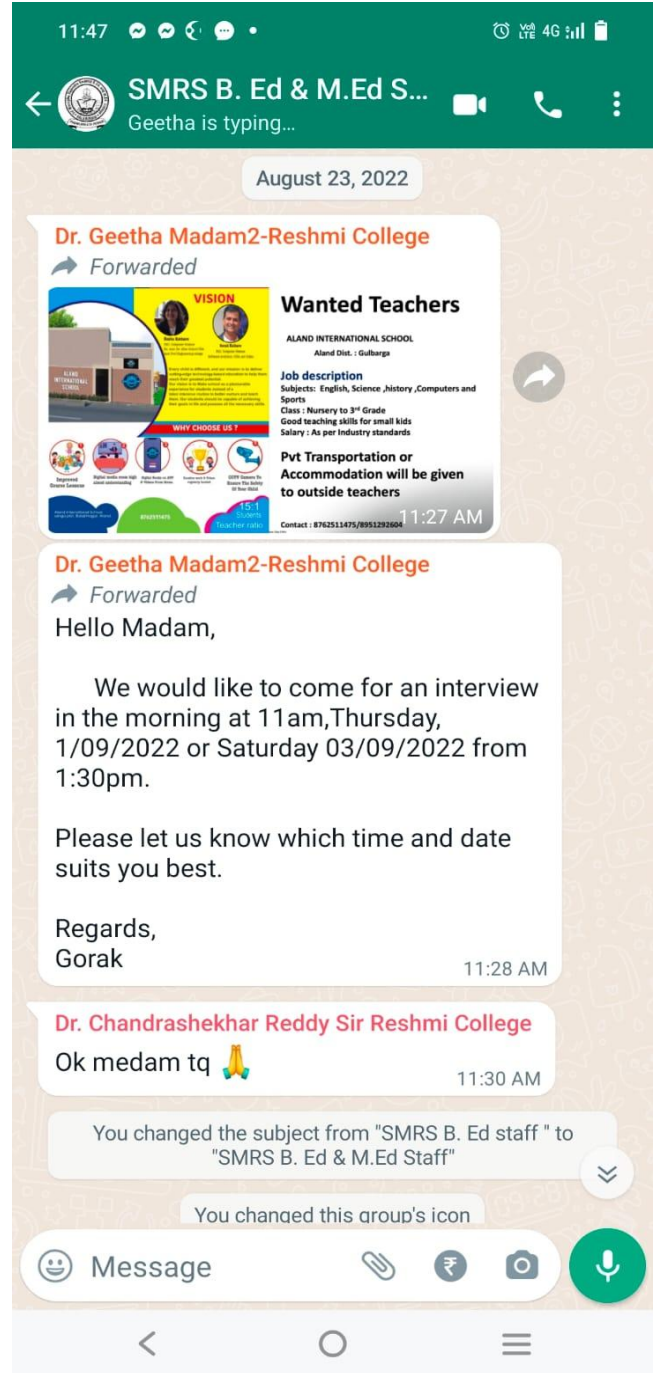 11:47
Vo) LTE 4G
SMRS B. Ed & M.Ed S...
Geetha is typing...
August 23, 2022
Dr. Geetha Madam2-Reshmi College
Forwarded
VISION
WHY CHOOSE US ?
ALAND
INTERNATIONAL
SCHOOL
8762511475
15:1
Students
Teacher ratio
Wanted Teachers
ALAND INTERNATIONAL SCHOOL
Aland Dist. : Gulbarga
Job description
Subjects: English, Science ,history ,Computers and
Sports
Class : Nursery to 3rd Grade
Good teaching skills for small kids
Salary : As per Industry standards
Pvt Transportation or
Accommodation will be given
to outside teachers
Contact : 8762511475/8951292604
11:27 AM
Dr. Geetha Madam2-Reshmi College
Forwarded
Hello Madam,
We would like to come for an interview
in the morning at 11am,Thursday,
1/09/2022 or Saturday 03/09/2022 from
1:30pm.
Please let us know which time and date
suits you best.
Regards,
Gorak
11:28 AM
Dr. Chandrashekhar Reddy Sir Reshmi College
Ok medam tq 🙏
11:30 AM
You changed the subject from "SMRS B. Ed staff " to
"SMRS B. Ed & M.Ed Staff"
You changed this group's icon
Message